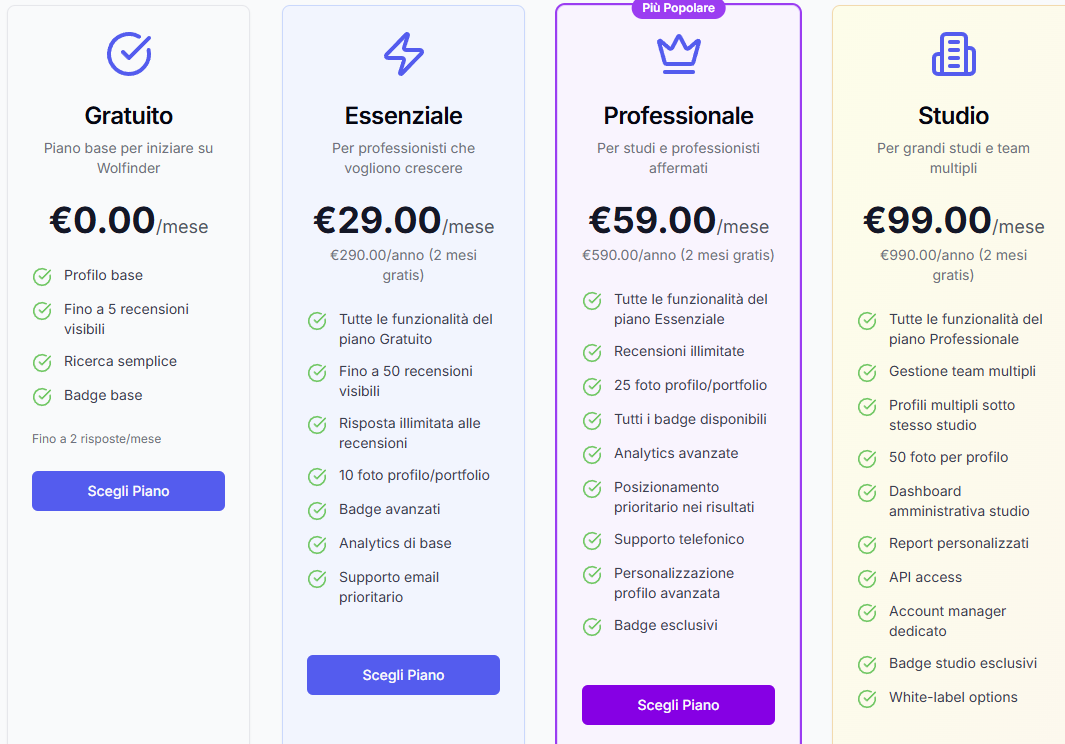 Gratuito
Piano base per iniziare su
Wolfinder
€0.00/mese
Profilo base
Fino a 5 recensioni
visibili
Ricerca semplice
Badge base
Fino a 2 risposte/mese
Scegli Piano
Essenziale
Per professionisti che
vogliono crescere
€29.00/mese
€290.00/anno (2 mesi
gratis)
Tutte le funzionalità del
piano Gratuito
Fino a 50 recensioni
visibili
Risposta illimitata alle
recensioni
10 foto profilo/portfolio
Badge avanzati
Analytics di base
Supporto email
prioritario
Scegli Piano
Più Popolare
Professionale
Per studi e professionisti
affermati
€59.00/mese
€590.00/anno (2 mesi gratis)
Tutte le funzionalità del
piano Essenziale
Recensioni illimitate
25 foto profilo/portfolio
Tutti i badge disponibili
Analytics avanzate
Posizionamento
prioritario nei risultati
Supporto telefonico
Personalizzazione
profilo avanzata
Badge esclusivi
Scegli Piano
Studio
Per grandi studi e team
multipli
€99.00/mese
€990.00/anno (2 mesi
gratis)
Tutte le funzionalità del
piano Professionale
Gestione team multipli
Profili multipli sotto
stesso studio
50 foto per profilo
Dashboard
amministrativa studio
Report personalizzati
API access
Account manager
dedicato
Badge studio esclusivi
White-label options